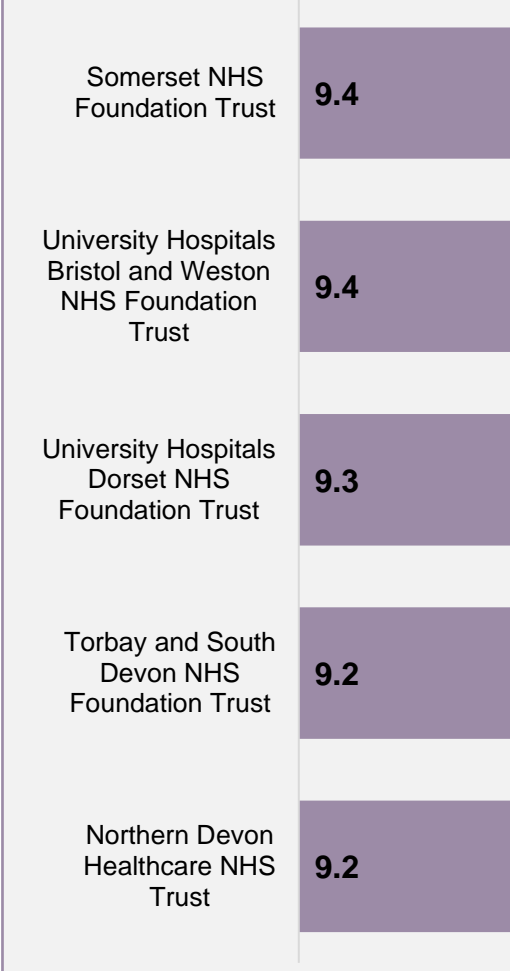 Somerset NHS
Foundation Trust
9.4
University Hospitals
Bristol and Weston
NHS Foundation
Trust
9.4
University Hospitals
Dorset NHS
Foundation Trust
9.3
Torbay and South
Devon NHS
Foundation Trust
9.2
Northern Devon
Healthcare NHS
Trust
9.2